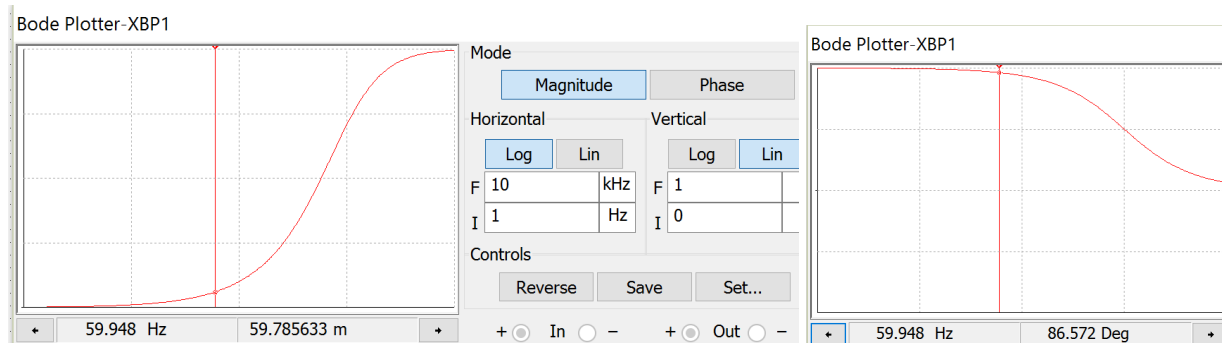 Bode Plotter-XBP1
Mode
Magnitude Phase
Horizontal Vertical
Log Lin Log Lin
F 10 kHz F 1
I 1 Hz I 0
Controls
Reverse Save Set...
59.948 Hz 59.785633 m
+ In − + Out −
Bode Plotter-XBP1
59.948 Hz 86.572 Deg